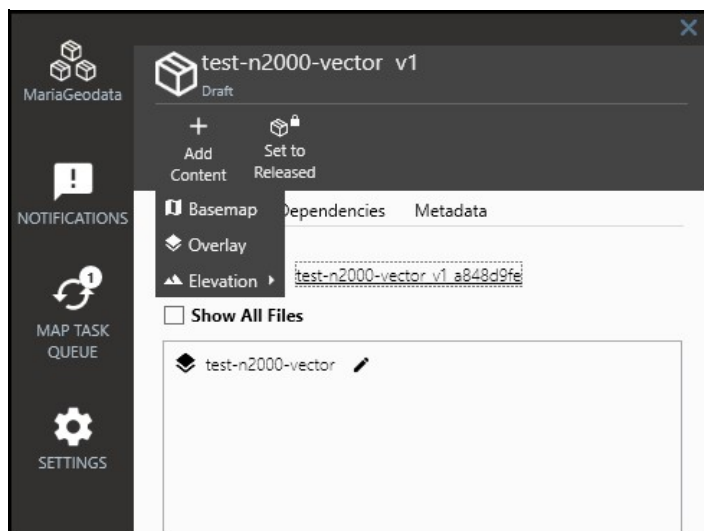 MariaGeodata
test-n2000-vector v1
Draft
Add
Content
Set to
Released
NOTIFICATIONS
Basemap
Overlay
Elevation
Dependencies
Metadata
test-n2000-vector v1 a848d9fe
1
MAP TASK
QUEUE
Show All Files
test-n2000-vector
SETTINGS